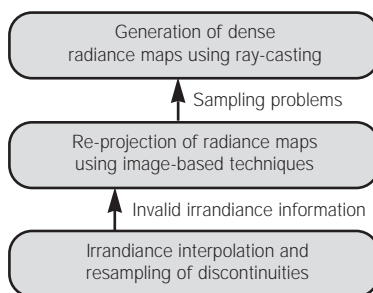 Generation of dense
radiance maps using ray-casting
Sampling problems
Re-projection of radiance maps
using image-based techniques
Invalid irrandiance information
Irrandiance interpolation and
resampling of discontinuities